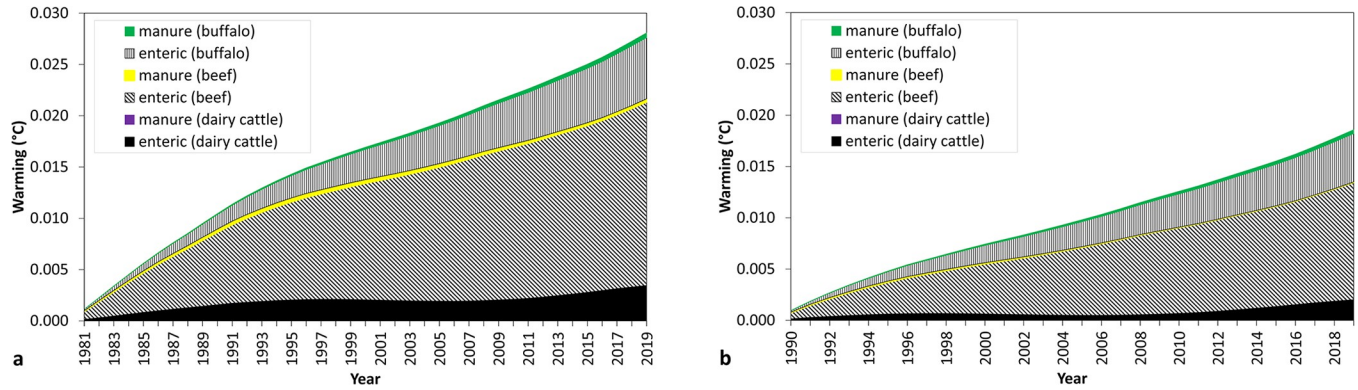 0.030
0.025
0.020
0.015
0.010
0.005
0.000
Warming (°C)
manure (buffalo)
enteric (buffalo)
manure (beef)
enteric (beef)
manure (dairy cattle)
enteric (dairy cattle)
1981
1983
1985
1987
1989
1991
1993
1995
1997
1999
2001
2003
2005
2007
2009
2011
2013
2015
2017
2019
Year
a
0.030
0.025
0.020
0.015
0.010
0.005
0.000
Warming (°C)
manure (buffalo)
enteric (buffalo)
manure (beef)
enteric (beef)
manure (dairy cattle)
enteric (dairy cattle)
1990
1992
1994
1996
1998
2000
2002
2004
2006
2008
2010
2012
2014
2016
2018
Year
b